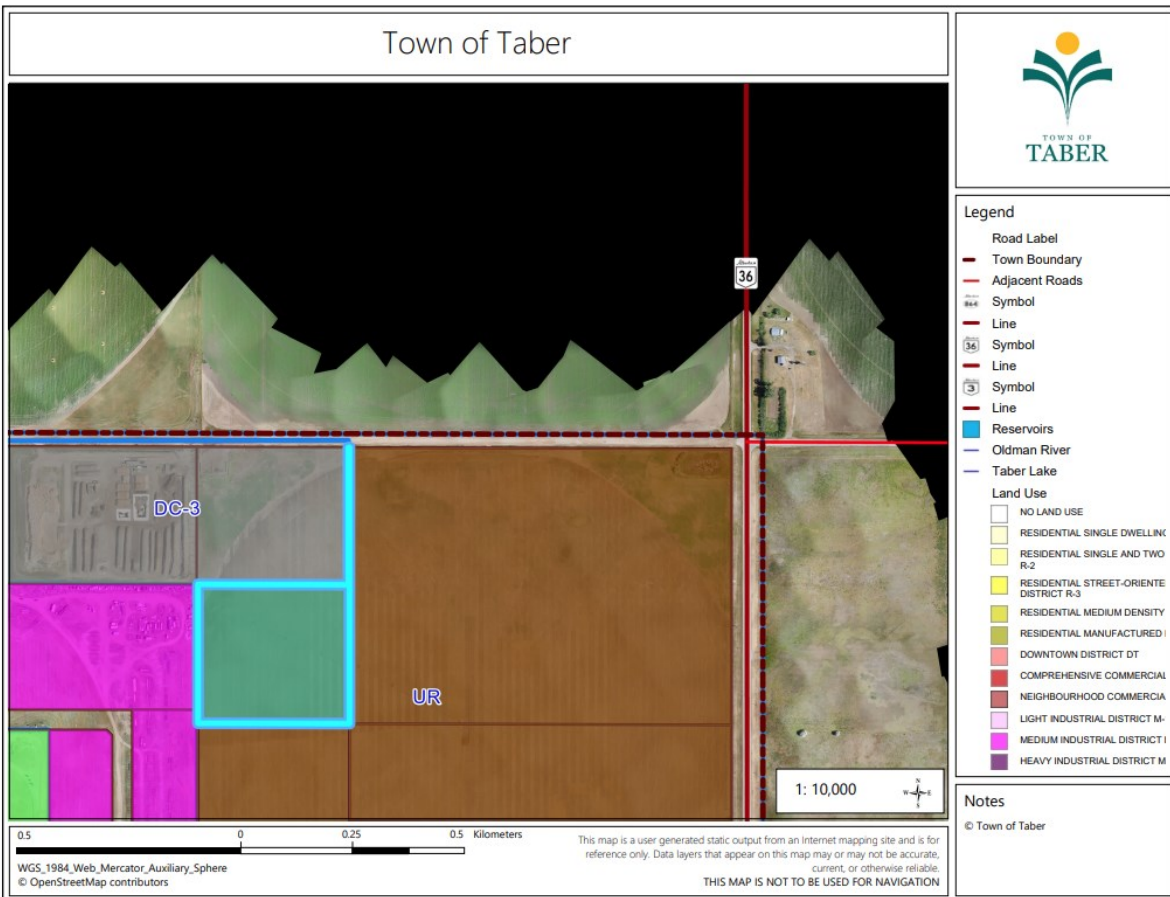 Town of Taber
TOWN OF
TABER
36
DC-3
UR
1: 10,000
N
W
E
S
Legend
Road Label
Town Boundary
Adjacent Roads
Symbol
Line
36
Symbol
Line
3
Symbol
Line
Reservoirs
Oldman River
Taber Lake
Land Use
NO LAND USE
RESIDENTIAL SINGLE DWELLING
RESIDENTIAL SINGLE AND TWO
R-2
RESIDENTIAL STREET-ORIENTE
DISTRICT R-3
RESIDENTIAL MEDIUM DENSITY
RESIDENTIAL MANUFACTURED
DOWNTOWN DISTRICT DT
COMPREHENSIVE COMMERCIAL
NEIGHBOURHOOD COMMERCIA
LIGHT INDUSTRIAL DISTRICT M-
MEDIUM INDUSTRIAL DISTRICT
HEAVY INDUSTRIAL DISTRICT M
Notes
© Town of Taber
0.5 0 0.25 0.5 Kilometers
WGS_1984_Web_Mercator_Auxiliary_Sphere
© OpenStreetMap contributors
This map is a user generated static output from an Internet mapping site and is for
reference only. Data layers that appear on this map may or may not be accurate,
current, or otherwise reliable.
THIS MAP IS NOT TO BE USED FOR NAVIGATION